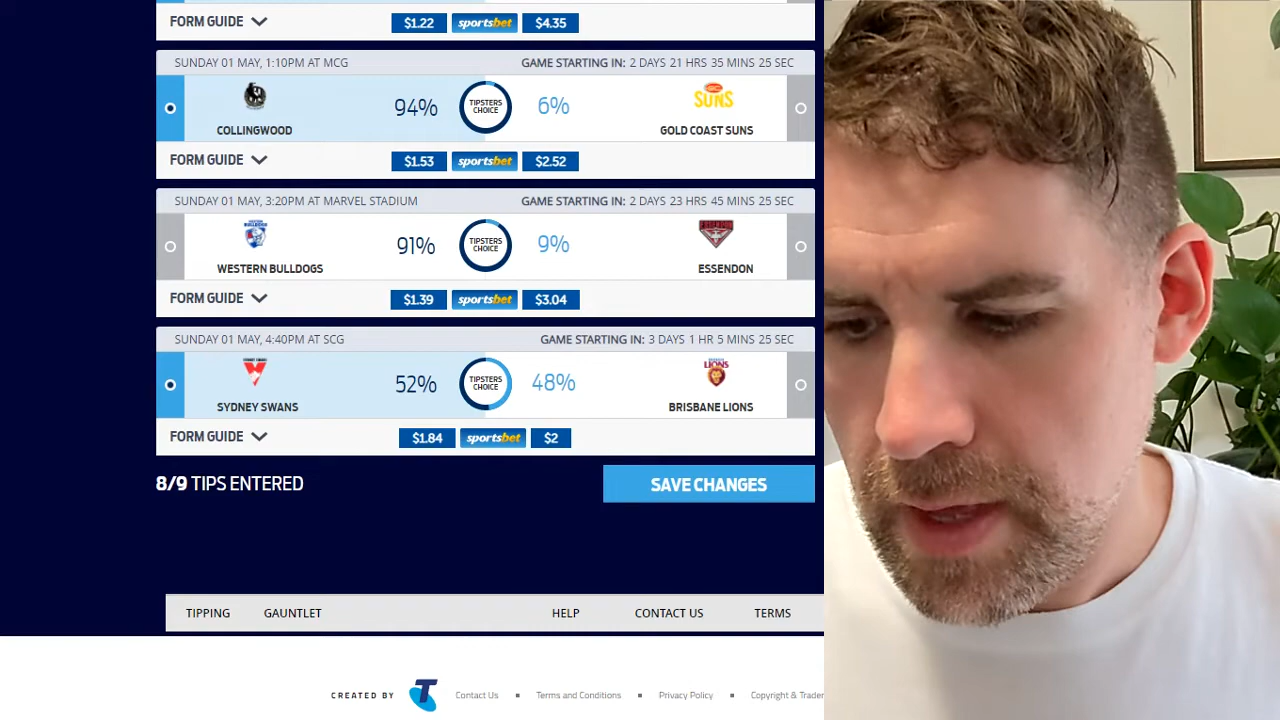 FORM GUIDE $1.22 sportsbet $4.35
SUNDAY 01 MAY, 1:10PM AT MCG GAME STARTING IN: 2 DAYS 21 HRS 35 MINS 25 SEC
94% TIPSTERS CHOICE 6% SUNS
COLLINGWOOD GOLD COAST SUNS
FORM GUIDE $1.53 sportsbet $2.52
SUNDAY 01 MAY, 3:20PM AT MARVEL STADIUM GAME STARTING IN: 2 DAYS 23 HRS 45 MINS 25 SEC
BULLDOGS 91% TIPSTERS CHOICE 9% ESSENDON
WESTERN BULLDOGS ESSENDON
FORM GUIDE $1.39 sportsbet $3.04
SUNDAY 01 MAY, 4:40PM AT SCG GAME STARTING IN: 3 DAYS 1 HR 5 MINS 25 SEC
52% TIPSTERS CHOICE 48% LIONS
SYDNEY SWANS BRISBANE LIONS
FORM GUIDE $1.84 sportsbet $2
8/9 TIPS ENTERED SAVE CHANGES
TIPPING GAUNTLET HELP CONTACT US TERMS
CREATED BY T Contact Us Terms and Conditions Privacy Policy Copyright & Trader